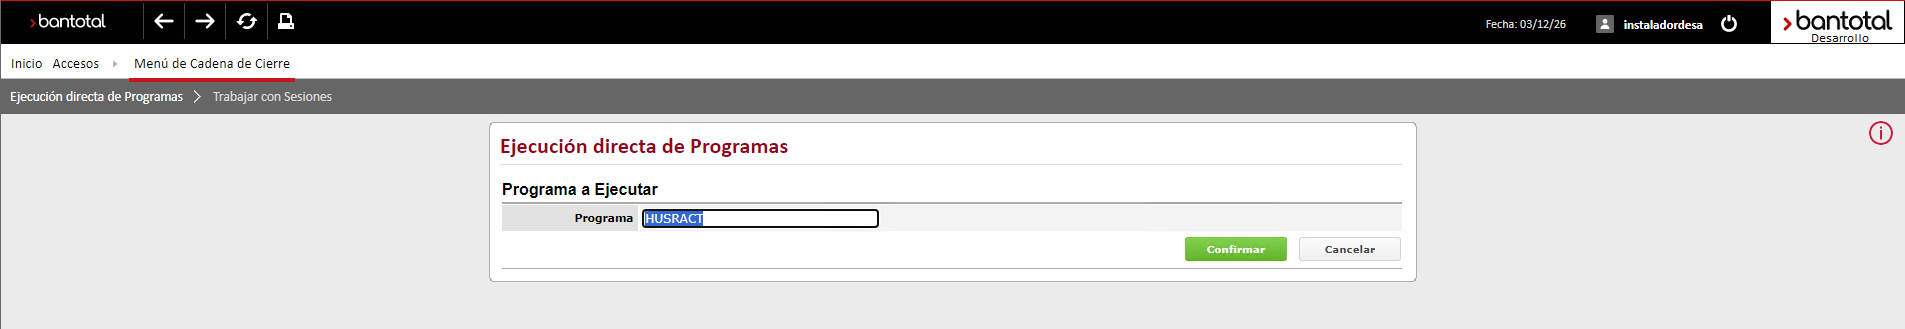 bantotal
Fecha: 03/12/26
instaladordesa
bantotal
Desarrollo
Inicio Accesos Menú de Cadena de Cierre
Ejecución directa de Programas Trabajar con Sesiones
Ejecución directa de Programas
Programa a Ejecutar
Programa HUSRACT
Confirmar Cancelar